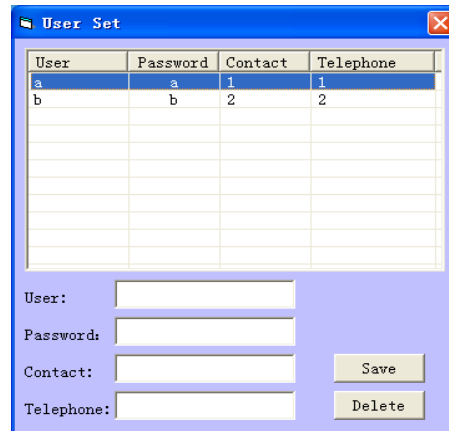 User Set
User Password Contact Telephone
a a 1 1
b b 2 2
User:
Password:
Contact:
Save
Telephone:
Delete